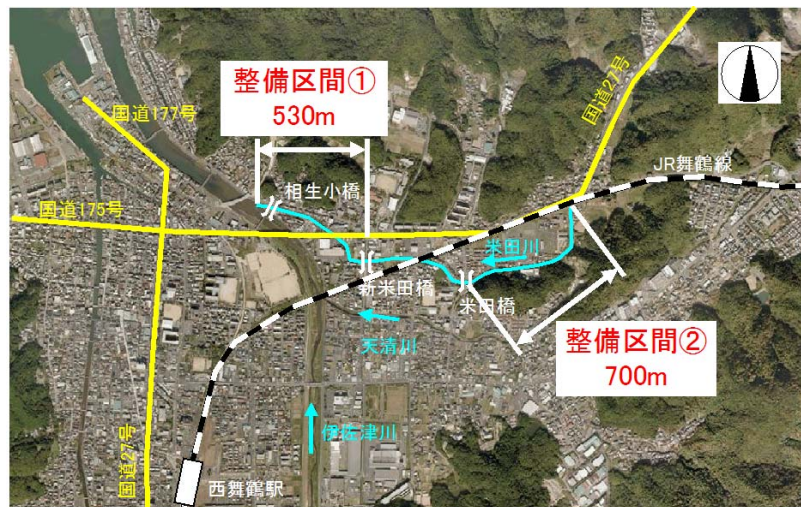 整備区間①
530m
国道27号
国道177号
JR舞鶴線
相生小橋
国道175号
米田川
新米田橋
米田橋
天清川
整備区間②
700m
伊佐津川
国道27号
西舞鶴駅